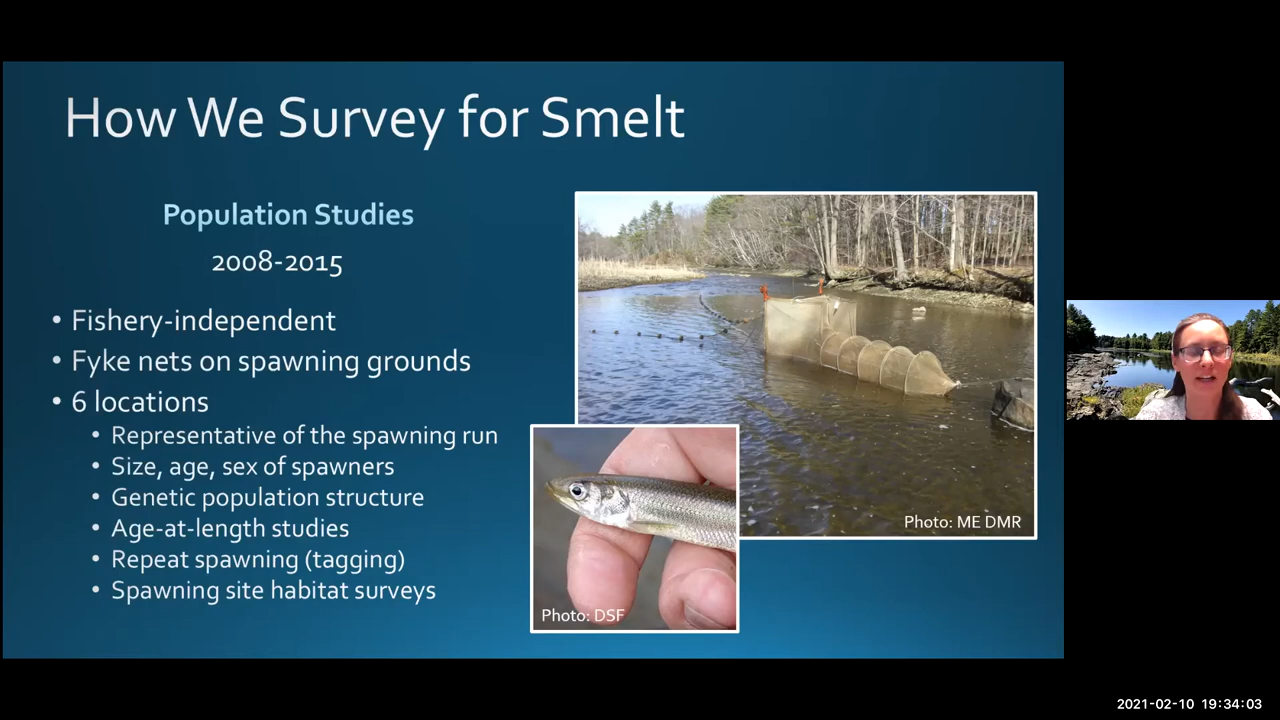 How We Survey for Smelt
Population Studies
2008-2015
• Fishery-independent
• Fyke nets on spawning grounds
• 6 locations
• Representative of the spawning run
• Size, age, sex of spawners
• Genetic population structure
• Age-at-length studies
• Repeat spawning (tagging)
• Spawning site habitat surveys
Photo: ME DMR
Photo: DSF
2021-02-10 19:34:03